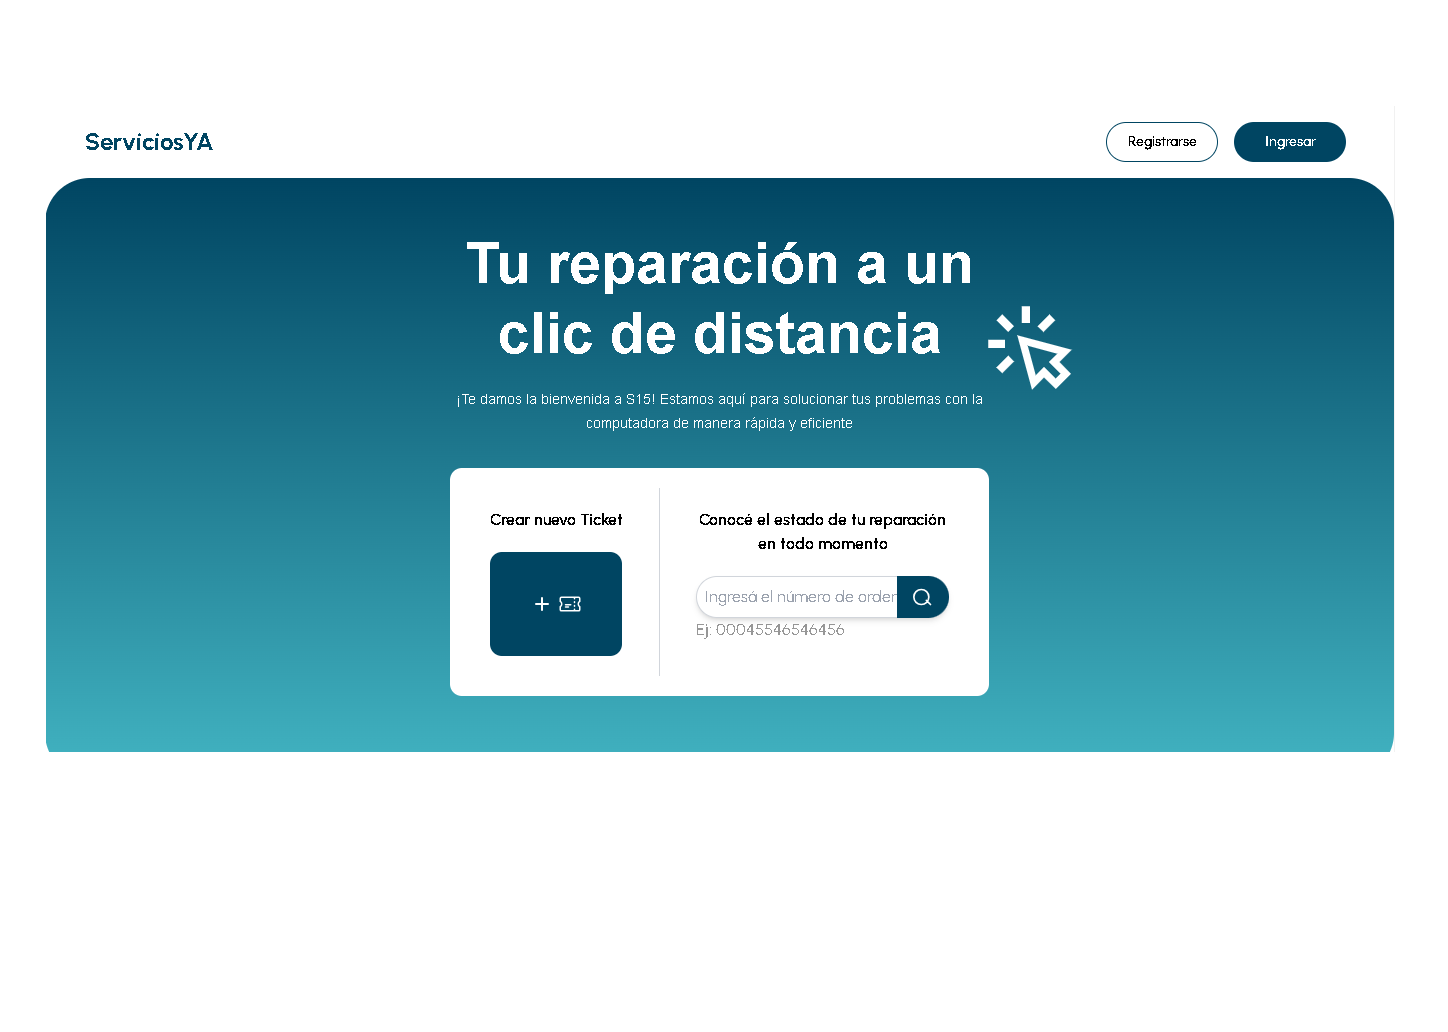 ServiciosYA
Registrarse
Ingresar
Tu reparación a un
clic de distancia
¡Te damos la bienvenida a S15! Estamos aquí para solucionar tus problemas con la
computadora de manera rápida y eficiente
Crear nuevo Ticket
Conocé el estado de tu reparación
en todo momento
Ingresá el número de orden
Ej: 00045546546456